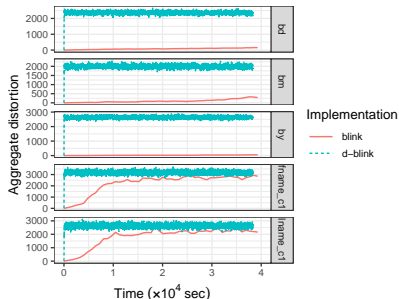 Aggregate distortion
2000
1000
0
bd
2000
1500
1000
500
0
bm
3000
2000
1000
0
by
3000
2000
1000
0
fname_c1
3000
2000
1000
0
lname_c1
0 1 2 3 4
Time (×10⁴ sec)
Implementation
blink
d−blink